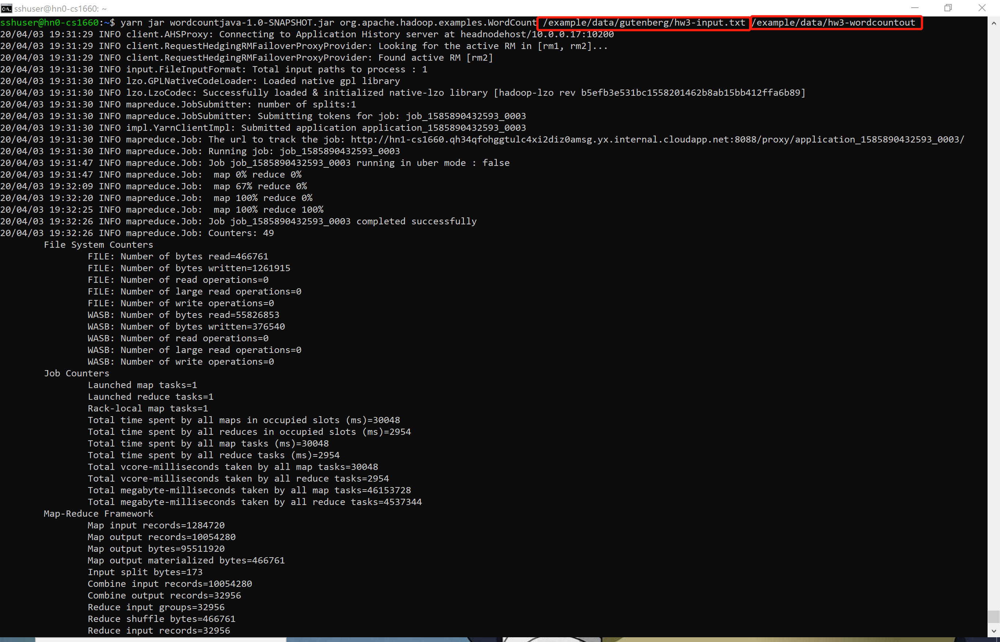 sshuser@hn0-cs1660: ~
sshuser@hn0-cs1660:~$ yarn jar wordcountjava-1.0-SNAPSHOT.jar org.apache.hadoop.examples.WordCount /example/data/gutenberg/hw3-input.txt /example/data/hw3-wordcountout
20/04/03 19:31:29 INFO client.AHSProxy: Connecting to Application History server at headnodehost/10.0.0.17:10200
20/04/03 19:31:29 INFO client.RequestHedgingRMFailoverProxyProvider: Looking for the active RM in [rm1, rm2]...
20/04/03 19:31:29 INFO client.RequestHedgingRMFailoverProxyProvider: Found active RM [rm2]
20/04/03 19:31:30 INFO input.FileInputFormat: Total input paths to process : 1
20/04/03 19:31:30 INFO lzo.GPLNativeCodeLoader: Loaded native gpl library
20/04/03 19:31:30 INFO lzo.LzoCodec: Successfully loaded & initialized native-lzo library [hadoop-lzo rev b5efb3e531bc1558201462b8ab15bb412ffa6b89]
20/04/03 19:31:30 INFO mapreduce.JobSubmitter: number of splits:1
20/04/03 19:31:30 INFO mapreduce.JobSubmitter: Submitting tokens for job: job_1585890432593_0003
20/04/03 19:31:30 INFO impl.YarnClientImpl: Submitted application application_1585890432593_0003
20/04/03 19:31:30 INFO mapreduce.Job: The url to track the job: http://hn1-cs1660.qh34qfohggtulc4xi2diz0amsg.yx.internal.cloudapp.net:8088/proxy/application_1585890432593_0003/
20/04/03 19:31:30 INFO mapreduce.Job: Running job: job_1585890432593_0003
20/04/03 19:31:47 INFO mapreduce.Job: Job job_1585890432593_0003 running in uber mode : false
20/04/03 19:31:47 INFO mapreduce.Job:  map 0% reduce 0%
20/04/03 19:32:09 INFO mapreduce.Job:  map 67% reduce 0%
20/04/03 19:32:20 INFO mapreduce.Job:  map 100% reduce 0%
20/04/03 19:32:25 INFO mapreduce.Job:  map 100% reduce 100%
20/04/03 19:32:26 INFO mapreduce.Job: Job job_1585890432593_0003 completed successfully
20/04/03 19:32:26 INFO mapreduce.Job: Counters: 49
File System Counters
FILE: Number of bytes read=466761
FILE: Number of bytes written=1261915
FILE: Number of read operations=0
FILE: Number of large read operations=0
FILE: Number of write operations=0
WASB: Number of bytes read=55826853
WASB: Number of bytes written=376540
WASB: Number of read operations=0
WASB: Number of large read operations=0
WASB: Number of write operations=0
Job Counters
Launched map tasks=1
Launched reduce tasks=1
Rack-local map tasks=1
Total time spent by all maps in occupied slots (ms)=30048
Total time spent by all reduces in occupied slots (ms)=2954
Total time spent by all map tasks (ms)=30048
Total time spent by all reduce tasks (ms)=2954
Total vcore-milliseconds taken by all map tasks=30048
Total vcore-milliseconds taken by all reduce tasks=2954
Total megabyte-milliseconds taken by all map tasks=46153728
Total megabyte-milliseconds taken by all reduce tasks=4537344
Map-Reduce Framework
Map input records=1284720
Map output records=10054280
Map output bytes=95511920
Map output materialized bytes=466761
Input split bytes=173
Combine input records=10054280
Combine output records=32956
Reduce input groups=32956
Reduce shuffle bytes=466761
Reduce input records=32956